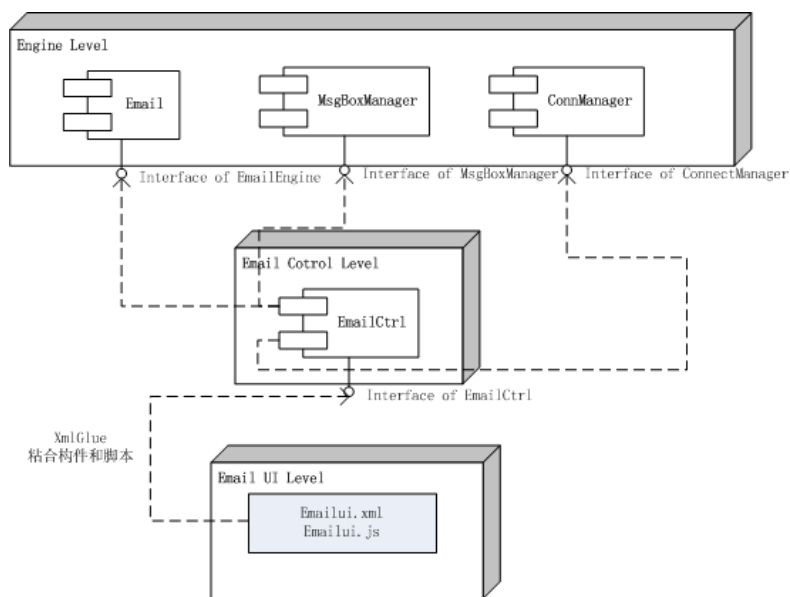 Engine Level
Email
MsgBoxManager
ConnManager
Interface of EmailEngine
Interface of MsgBoxManager
Interface of ConnectManager
Email Cotrol Level
EmailCtrl
Interface of EmailCtrl
XmlGlue
粘合构件和脚本
Email UI Level
Emailui.xml
Emailui.js